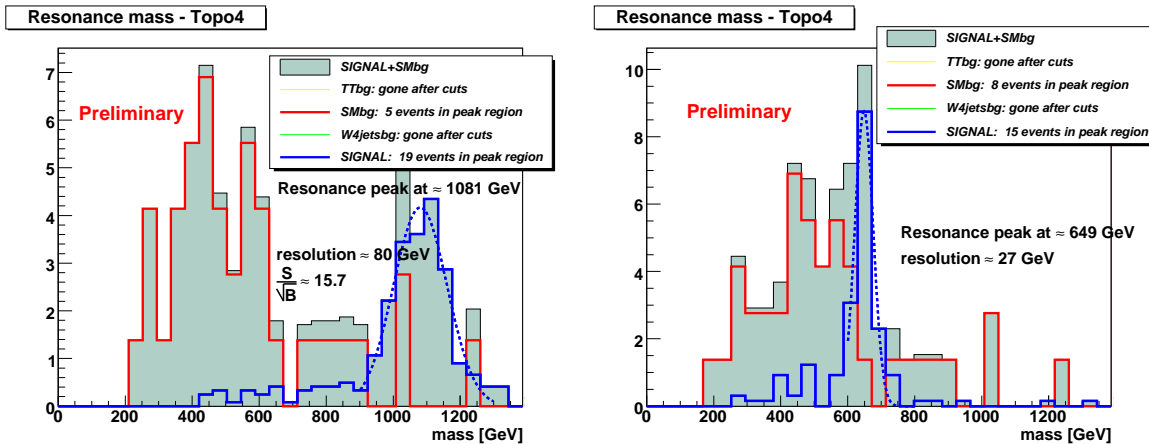 Resonance mass - Topo4
SIGNAL+SMbg
TTbg: gone after cuts
SMbg: 5 events in peak region
W4jetsbg: gone after cuts
SIGNAL: 19 events in peak region
Preliminary
Resonance peak at ≈ 1081 GeV
resolution ≈ 80 GeV
S
√B ≈ 15.7
7
6
5
4
3
2
1
0
0 200 400 600 800 1000 1200
mass [GeV]
Resonance mass - Topo4
SIGNAL+SMbg
TTbg: gone after cuts
SMbg: 8 events in peak region
W4jetsbg: gone after cuts
SIGNAL: 15 events in peak region
Preliminary
Resonance peak at ≈ 649 GeV
resolution ≈ 27 GeV
10
8
6
4
2
0
0 200 400 600 800 1000 1200
mass [GeV]